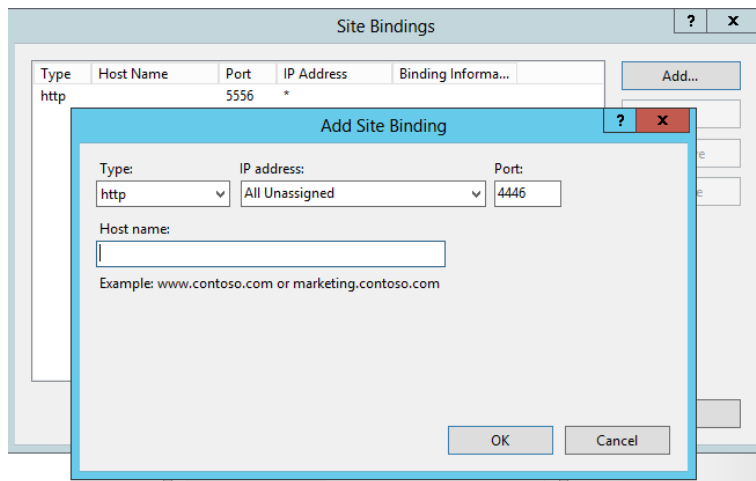 Site Bindings
? x
Type Host Name Port IP Address Binding Informa...
Add...
http 5556 *
Add Site Binding
? x
Type: IP address: Port:
http All Unassigned 4446
Host name:
Example: www.contoso.com or marketing.contoso.com
OK Cancel